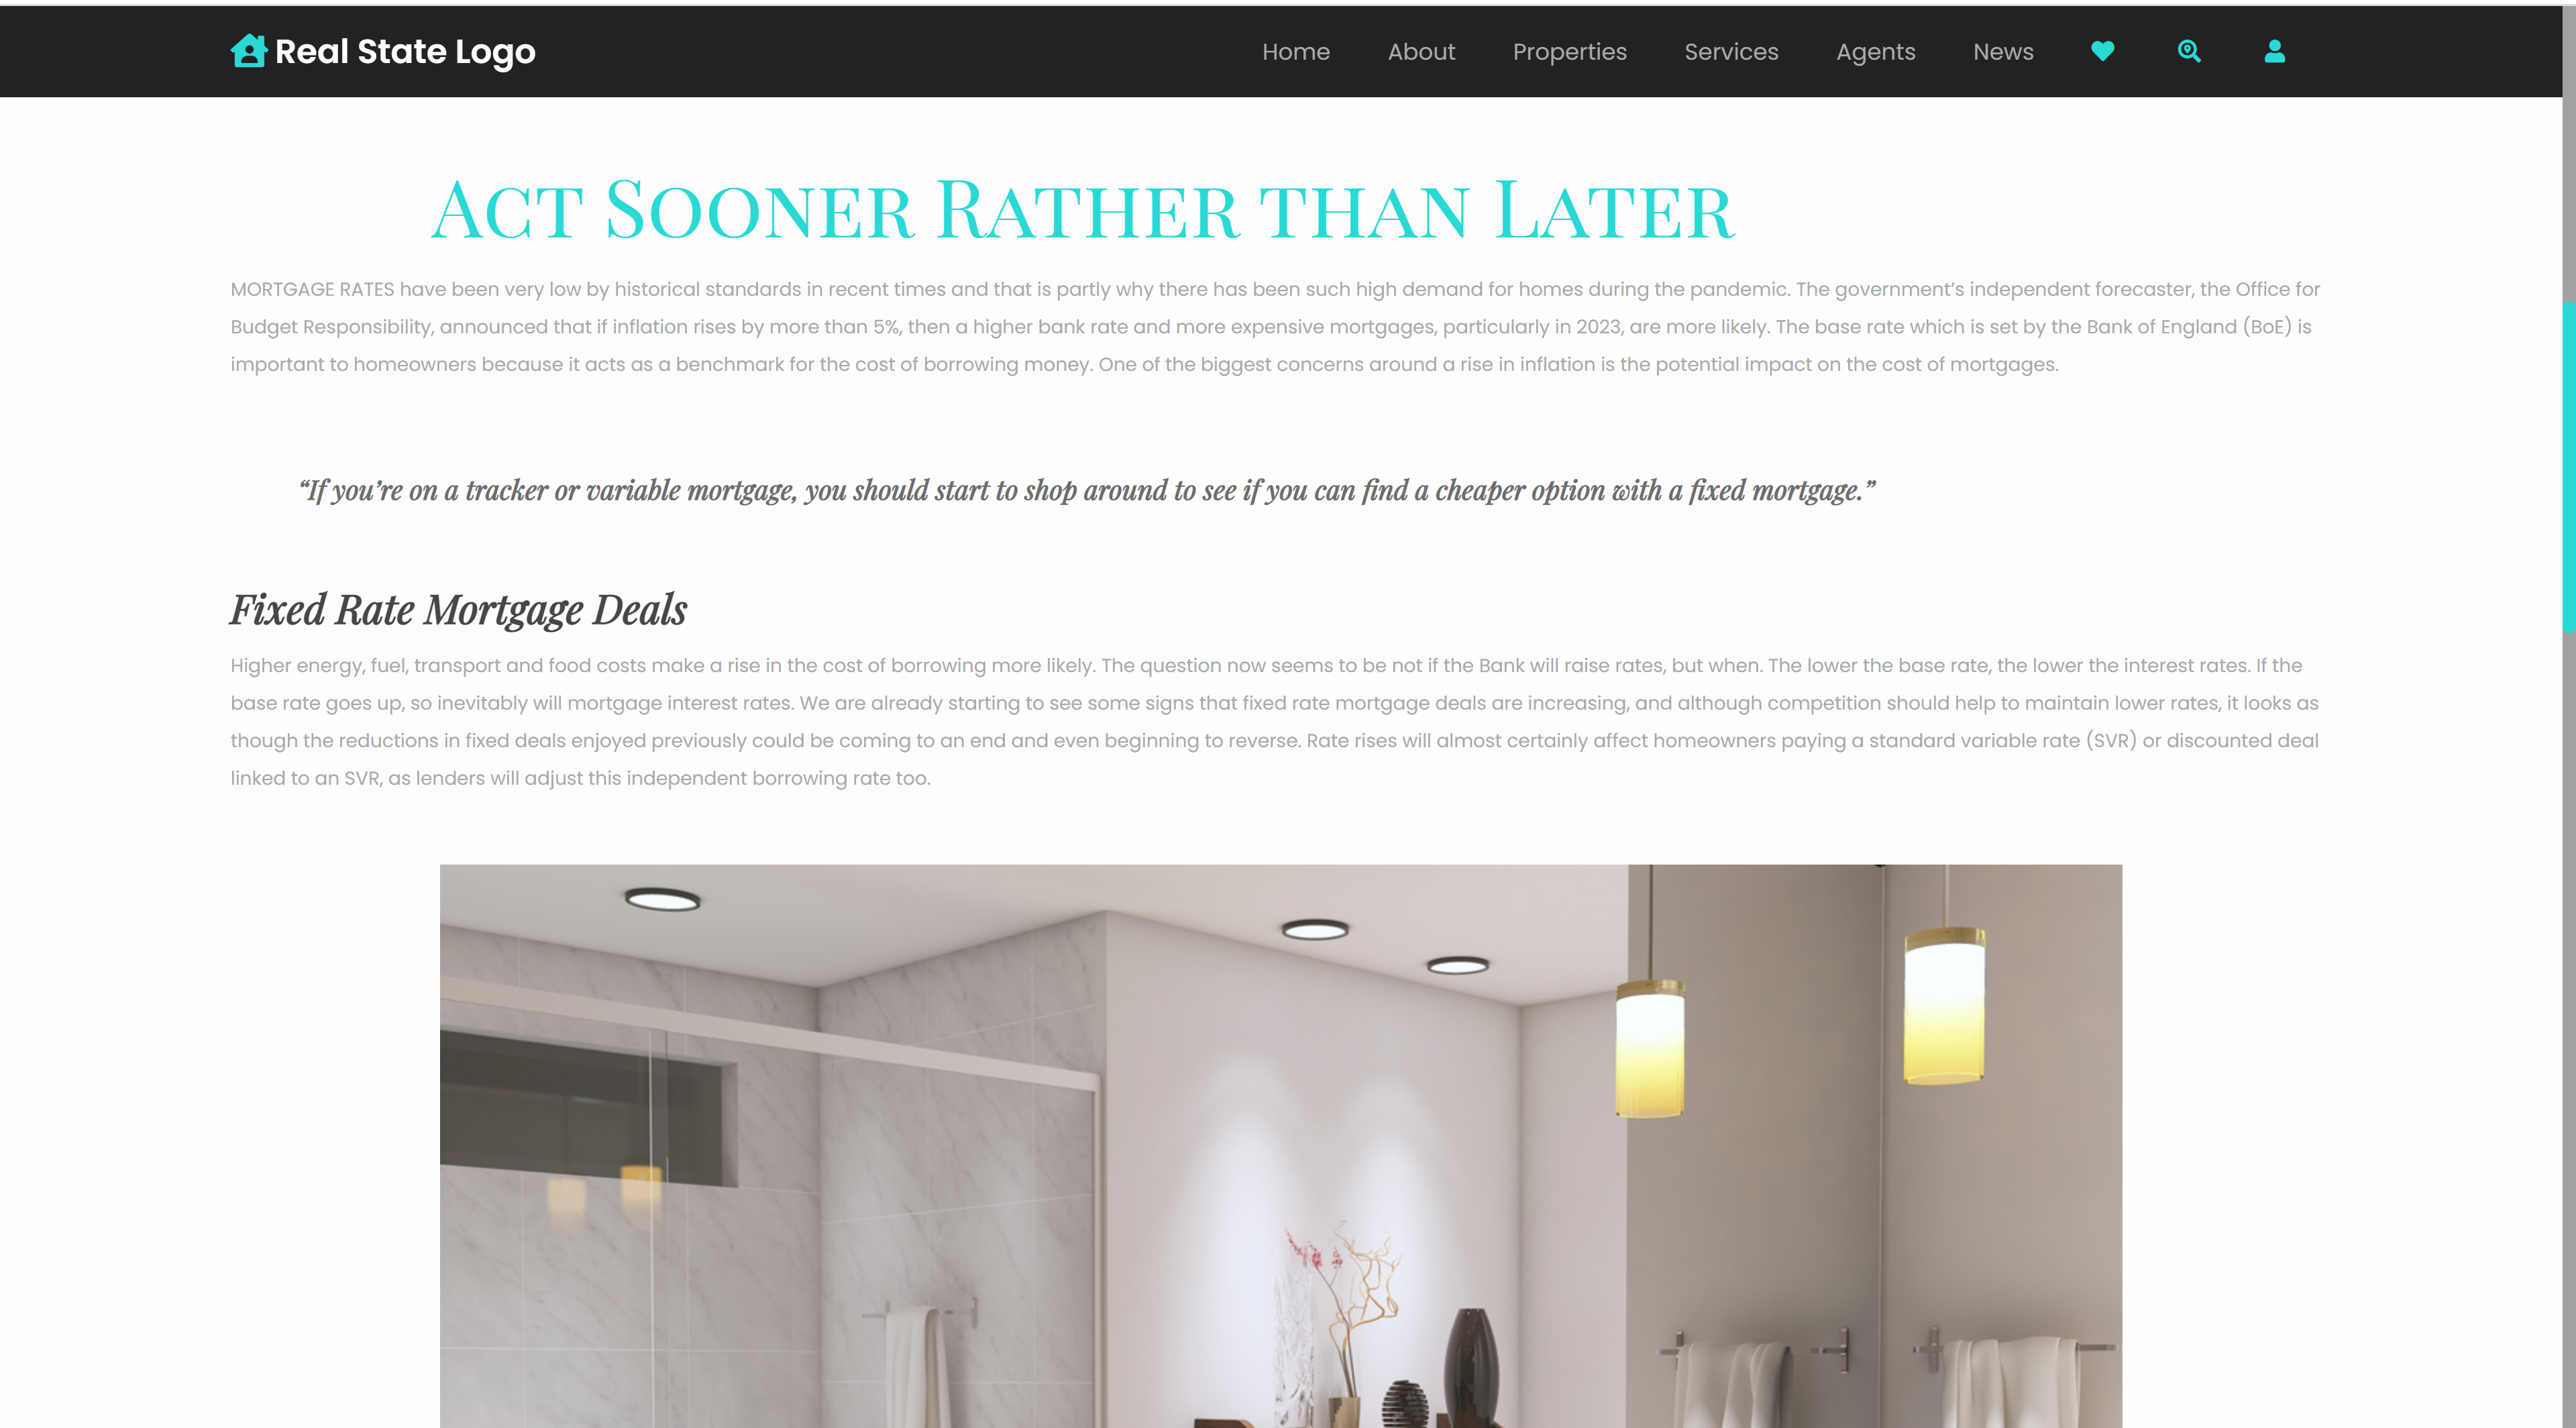 Real State Logo
Home About Properties Services Agents News
Act Sooner Rather than Later
MORTGAGE RATES have been very low by historical standards in recent times and that is partly why there has been such high demand for homes during the pandemic. The government’s independent forecaster, the Office for
Budget Responsibility, announced that if inflation rises by more than 5%, then a higher bank rate and more expensive mortgages, particularly in 2023, are more likely. The base rate which is set by the Bank of England (BoE) is
important to homeowners because it acts as a benchmark for the cost of borrowing money. One of the biggest concerns around a rise in inflation is the potential impact on the cost of mortgages.
“If you’re on a tracker or variable mortgage, you should start to shop around to see if you can find a cheaper option with a fixed mortgage.”
Fixed Rate Mortgage Deals
Higher energy, fuel, transport and food costs make a rise in the cost of borrowing more likely. The question now seems to be not if the Bank will raise rates, but when. The lower the base rate, the lower the interest rates. If the
base rate goes up, so inevitably will mortgage interest rates. We are already starting to see some signs that fixed rate mortgage deals are increasing, and although competition should help to maintain lower rates, it looks as
though the reductions in fixed deals enjoyed previously could be coming to an end and even beginning to reverse. Rate rises will almost certainly affect homeowners paying a standard variable rate (SVR) or discounted deal
linked to an SVR, as lenders will adjust this independent borrowing rate too.